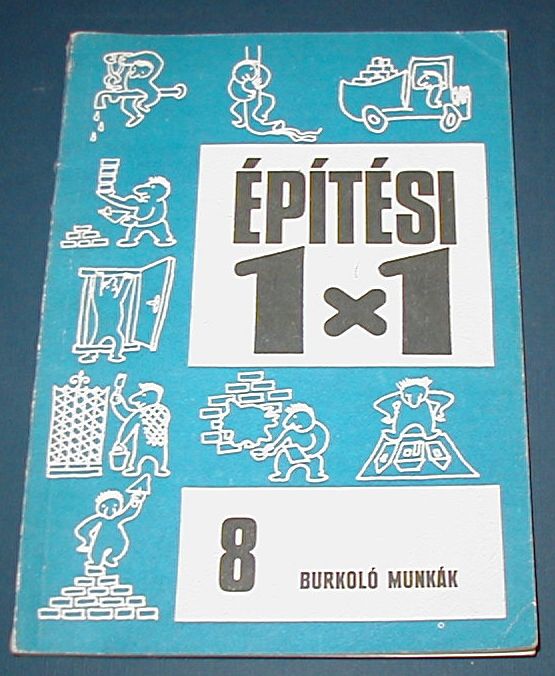 ÉPÍTÉSI
1×1
8
BURKOLÓ MUNKÁK